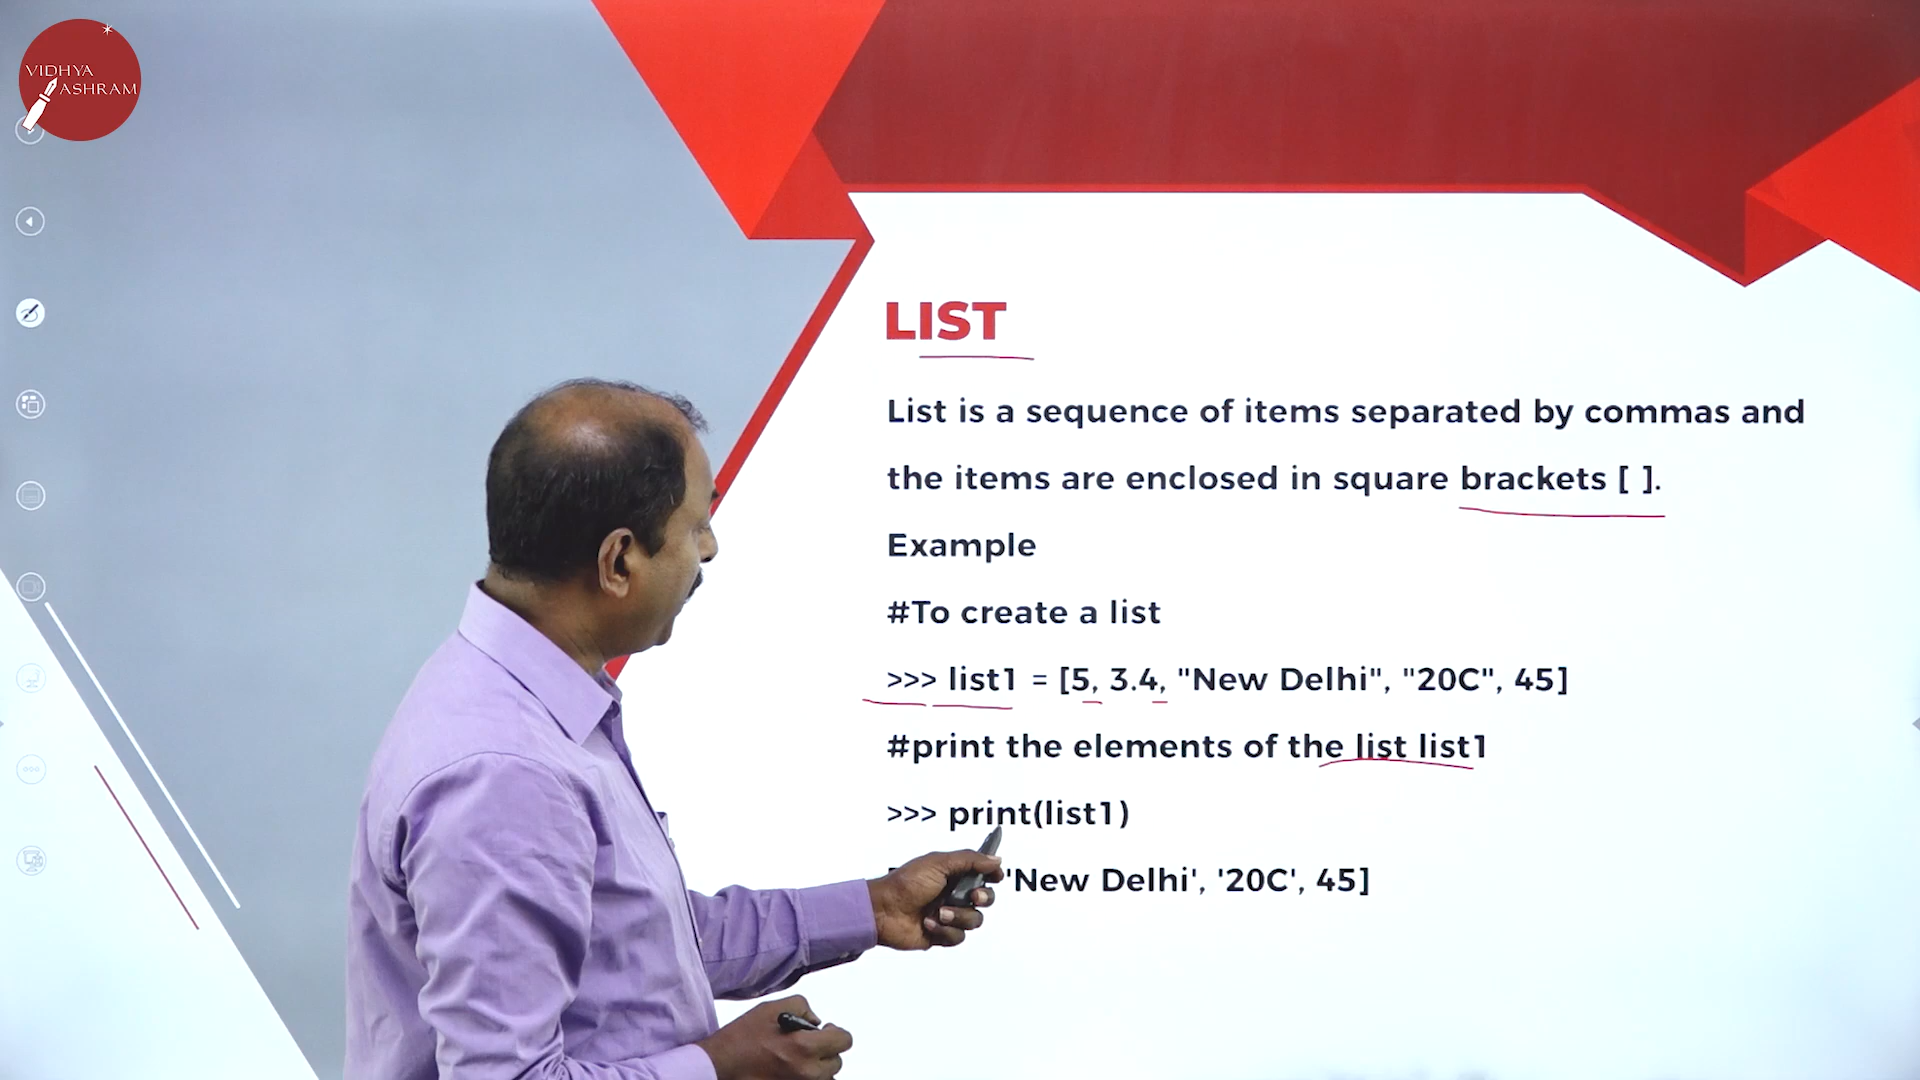 VIDHYA
ASHRAM
LIST
List is a sequence of items separated by commas and
the items are enclosed in square brackets [ ].
Example
#To create a list
>>> list1 = [5, 3.4, "New Delhi", "20C", 45]
#print the elements of the list list1
>>> print(list1)
[ 'New Delhi', '20C', 45]